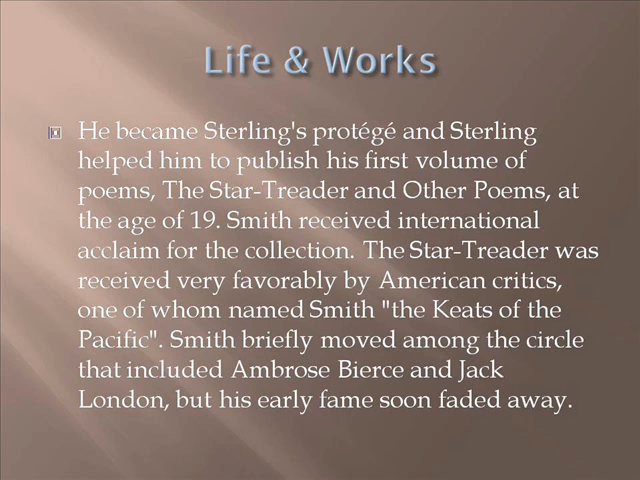 Life & Works
He became Sterling's protégé and Sterling
helped him to publish his first volume of
poems, The Star-Treader and Other Poems, at
the age of 19. Smith received international
acclaim for the collection. The Star-Treader was
received very favorably by American critics,
one of whom named Smith "the Keats of the
Pacific". Smith briefly moved among the circle
that included Ambrose Bierce and Jack
London, but his early fame soon faded away.